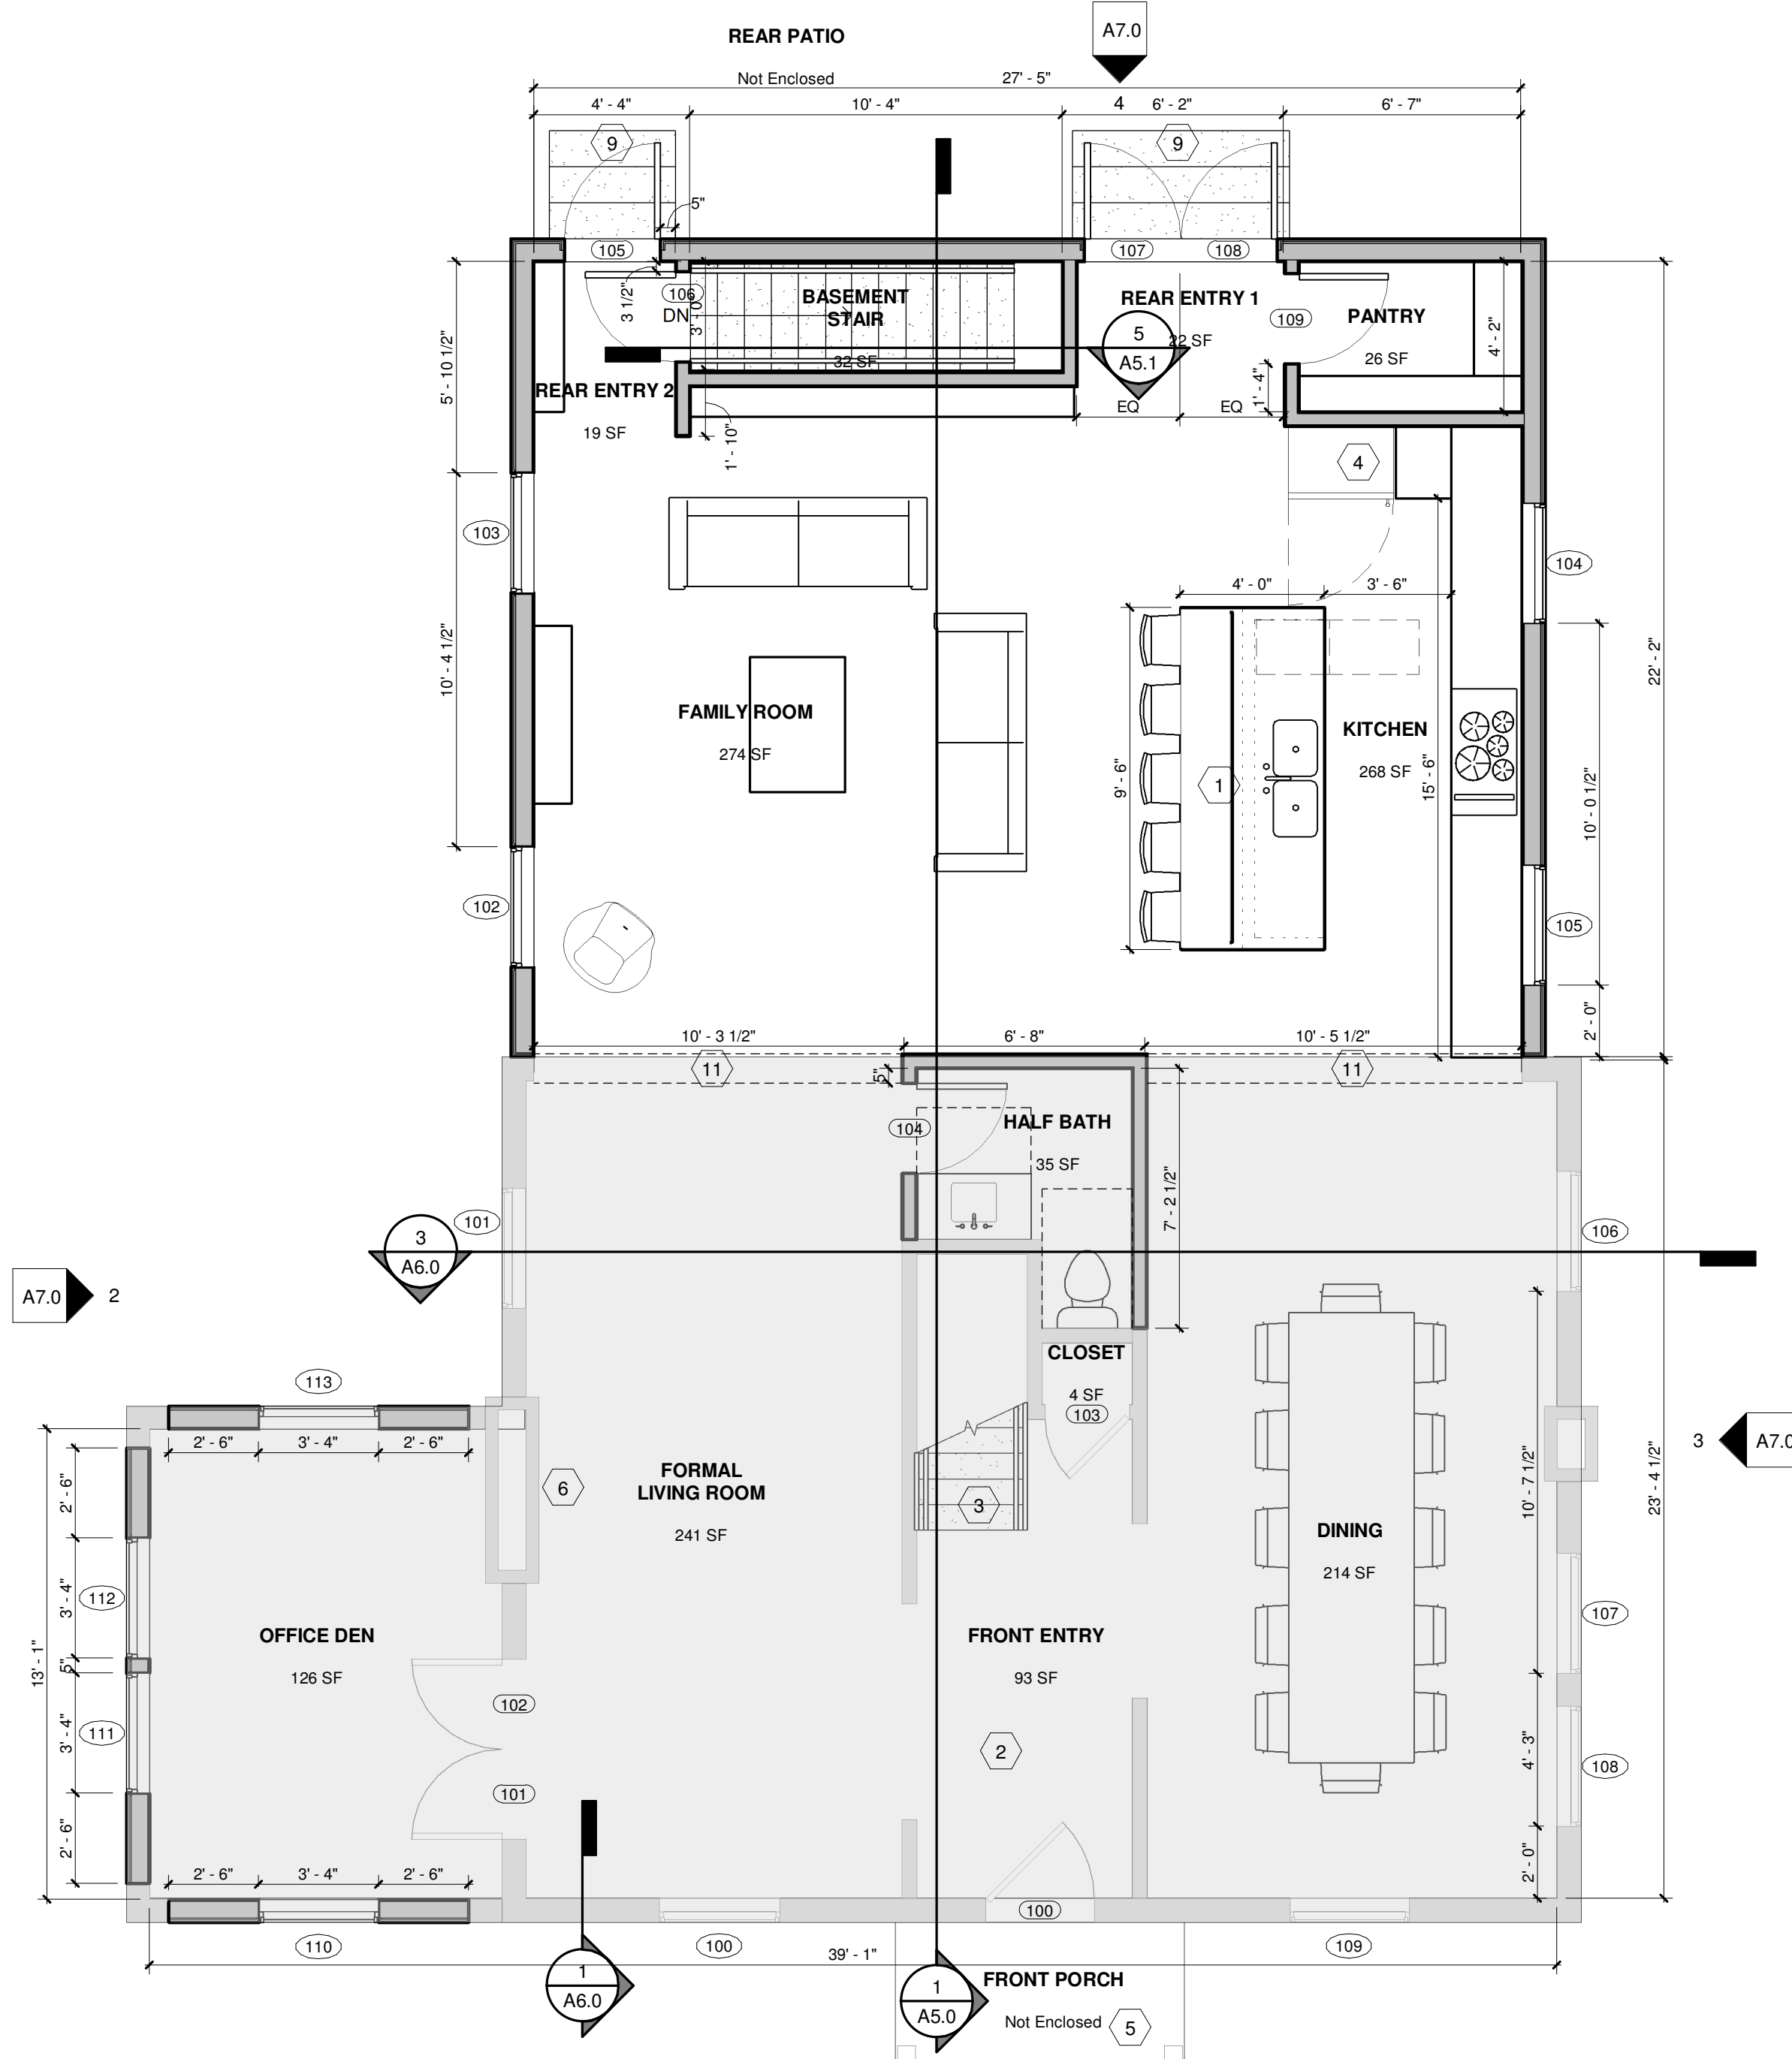 A7.0
REAR PATIO
Not Enclosed
27' - 5"
4' - 4"
10' - 4"
4
6' - 2"
6' - 7"
9
9
5"
105
107
108
106
3 1/2"
3' - 0"
DN
BASEMENT
STAIR
32 SF
REAR ENTRY 1
22 SF
5
A5.1
109
PANTRY
26 SF
4' - 2"
5' - 10 1/2"
REAR ENTRY 2
19 SF
1' - 10"
EQ
EQ
1' - 4"
4
103
104
10' - 4 1/2"
4' - 0"
3' - 6"
22' - 2"
FAMILY ROOM
274 SF
KITCHEN
268 SF
9' - 6"
1
15' - 6"
10' - 0 1/2"
102
105
2' - 0"
10' - 3 1/2"
6' - 8"
10' - 5 1/2"
11
5"
11
104
HALF BATH
35 SF
7' - 2 1/2"
101
3
A6.0
106
A7.0
2
CLOSET
4 SF
103
113
2' - 6"
3' - 4"
2' - 6"
3
A7.0
2' - 6"
6
FORMAL
LIVING ROOM
241 SF
3
10' - 7 1/2"
23' - 4 1/2"
DINING
214 SF
3' - 4"
112
107
OFFICE DEN
126 SF
FRONT ENTRY
93 SF
13' - 1"
5"
102
3' - 4"
111
2
4' - 3"
108
101
2' - 6"
2' - 6"
3' - 4"
2' - 6"
2' - 0"
100
110
100
109
39' - 1"
1
A6.0
1
A5.0
FRONT PORCH
Not Enclosed
5